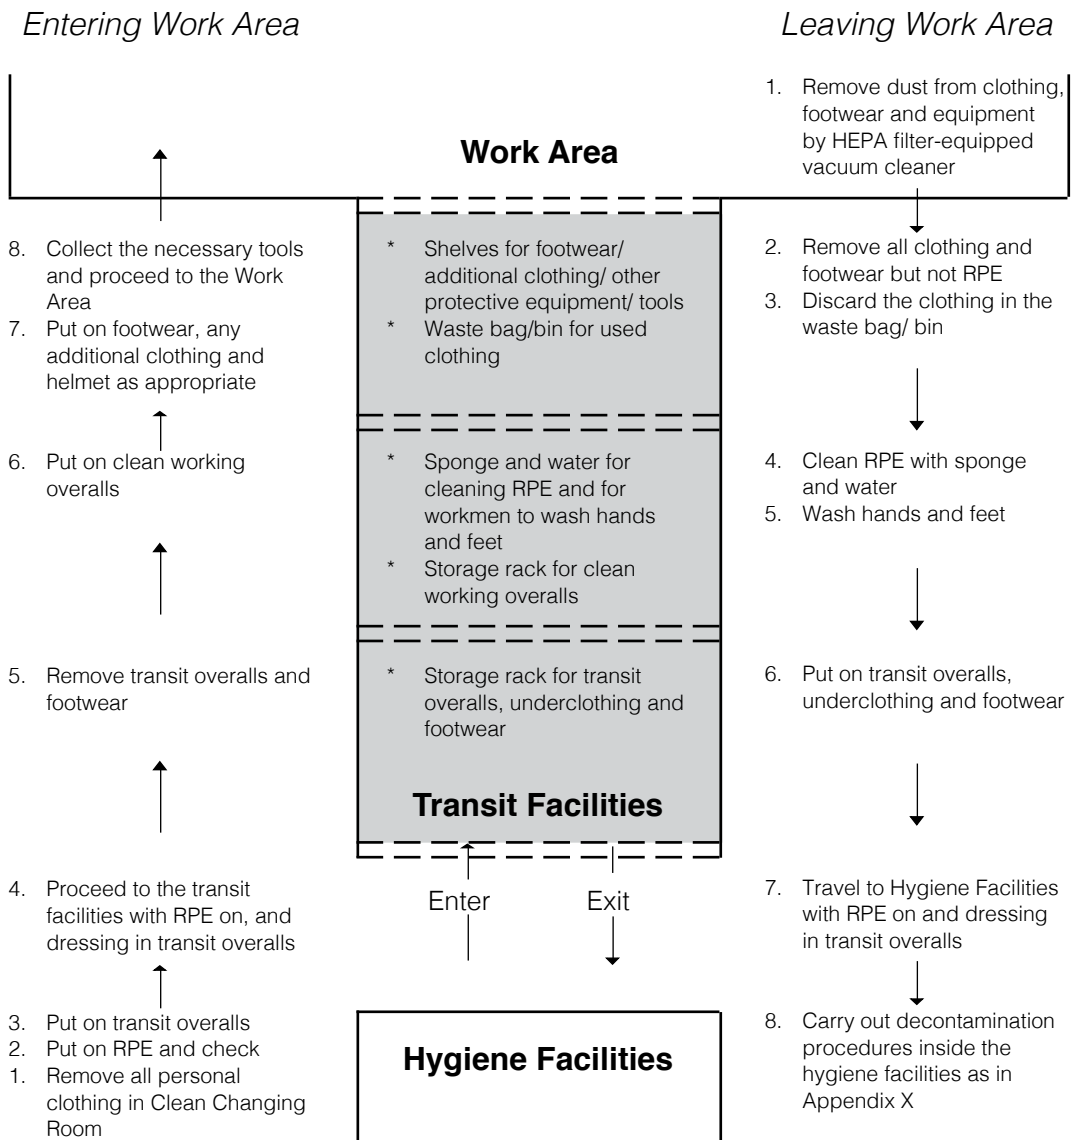 Entering Work Area
Leaving Work Area
Work Area
1. Remove dust from clothing,
footwear and equipment
by HEPA filter-equipped
vacuum cleaner
8. Collect the necessary tools
and proceed to the Work
Area
7. Put on footwear, any
additional clothing and
helmet as appropriate
* Shelves for footwear/
additional clothing/ other
protective equipment/ tools
* Waste bag/bin for used
clothing
2. Remove all clothing and
footwear but not RPE
3. Discard the clothing in the
waste bag/ bin
6. Put on clean working
overalls
* Sponge and water for
cleaning RPE and for
workmen to wash hands
and feet
* Storage rack for clean
working overalls
4. Clean RPE with sponge
and water
5. Wash hands and feet
5. Remove transit overalls and
footwear
* Storage rack for transit
overalls, underclothing and
footwear
6. Put on transit overalls,
underclothing and footwear
Transit Facilities
4. Proceed to the transit
facilities with RPE on, and
dressing in transit overalls
Enter
Exit
7. Travel to Hygiene Facilities
with RPE on and dressing
in transit overalls
3. Put on transit overalls
2. Put on RPE and check
1. Remove all personal
clothing in Clean Changing
Room
Hygiene Facilities
8. Carry out decontamination
procedures inside the
hygiene facilities as in
Appendix X